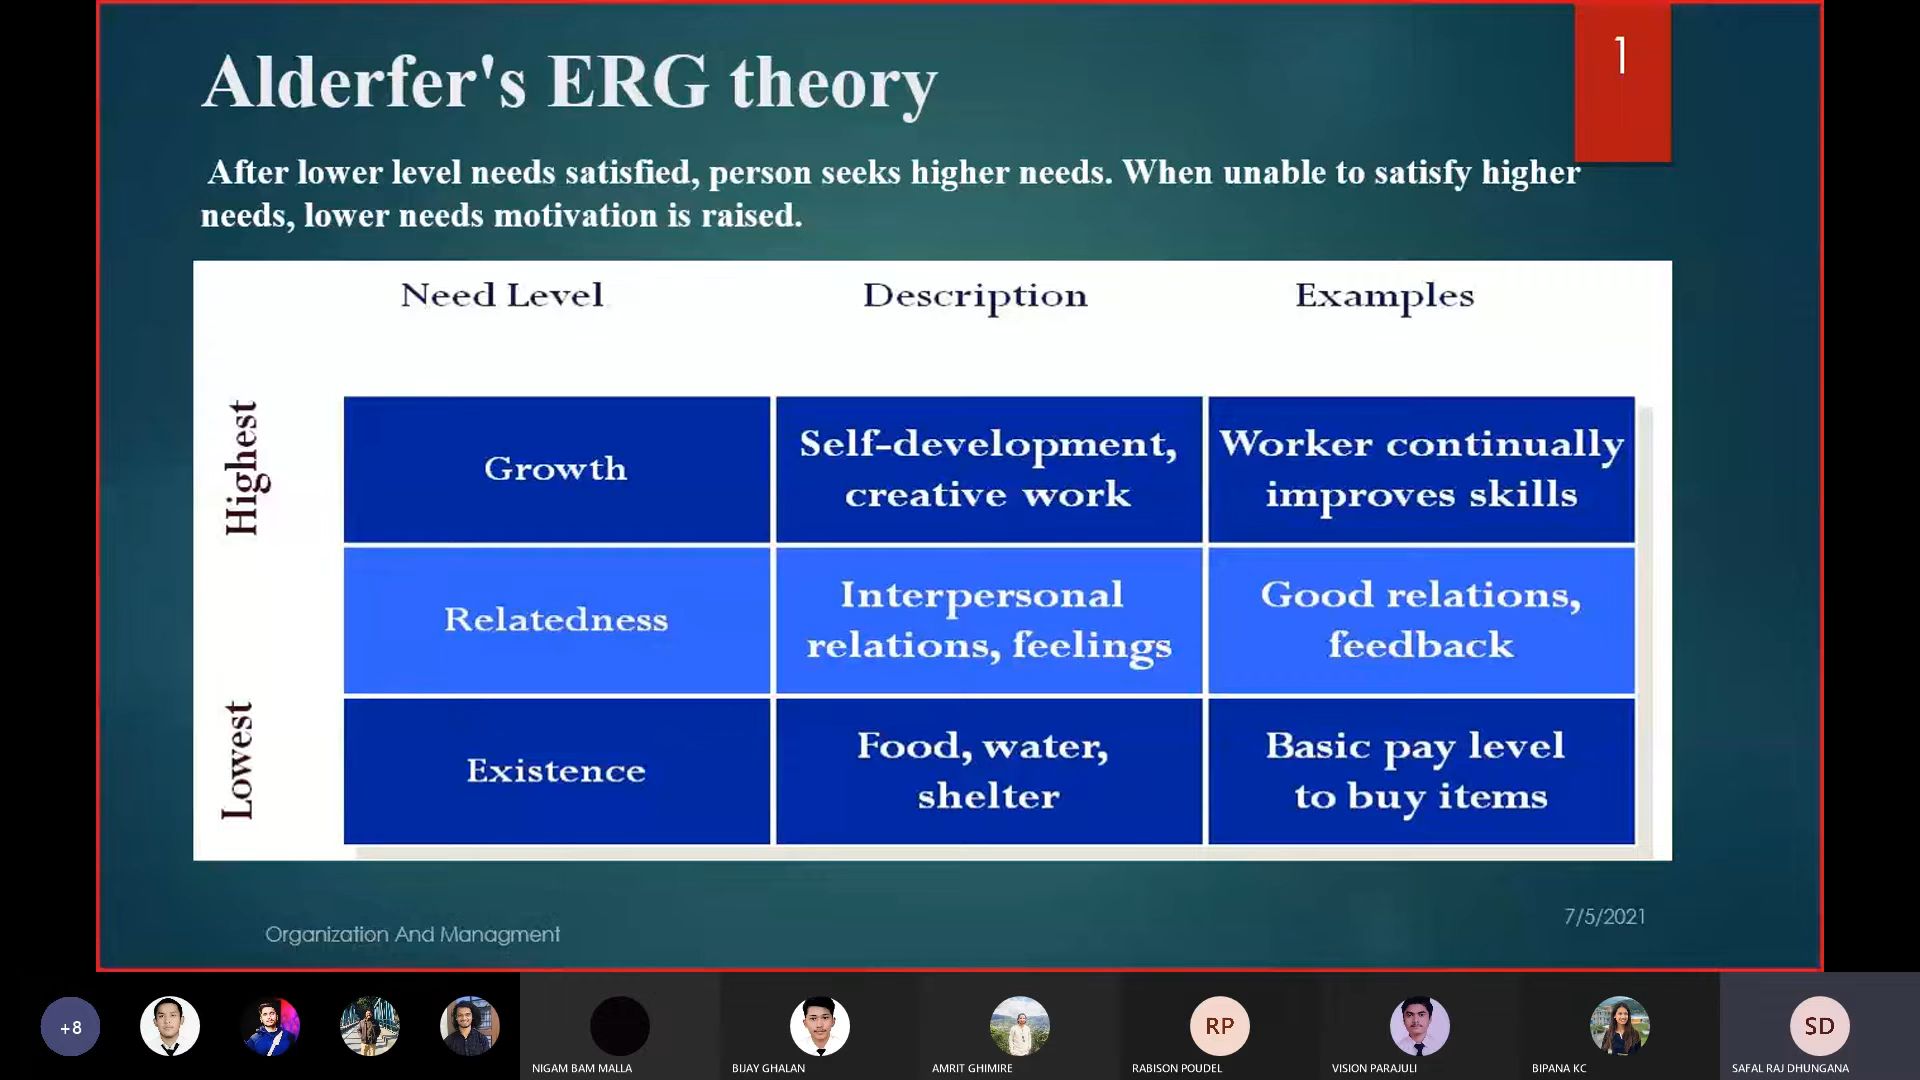 Alderfer's ERG theory
1
After lower level needs satisfied, person seeks higher needs. When unable to satisfy higher
needs, lower needs motivation is raised.
Need Level Description Examples
Highest
Growth
Self-development,
creative work
Worker continually
improves skills
Relatedness
Interpersonal
relations, feelings
Good relations,
feedback
Lowest
Existence
Food, water,
shelter
Basic pay level
to buy items
Organization And Managment
7/5/2021
+8
NIGAM BAM MALLA
BIJAY GHALAN
AMRIT GHIMIRE
RP
RABISON POUDEL
VISION PARAJULI
BIPANA KC
SD
SAFAL RAJ DHUNGANA